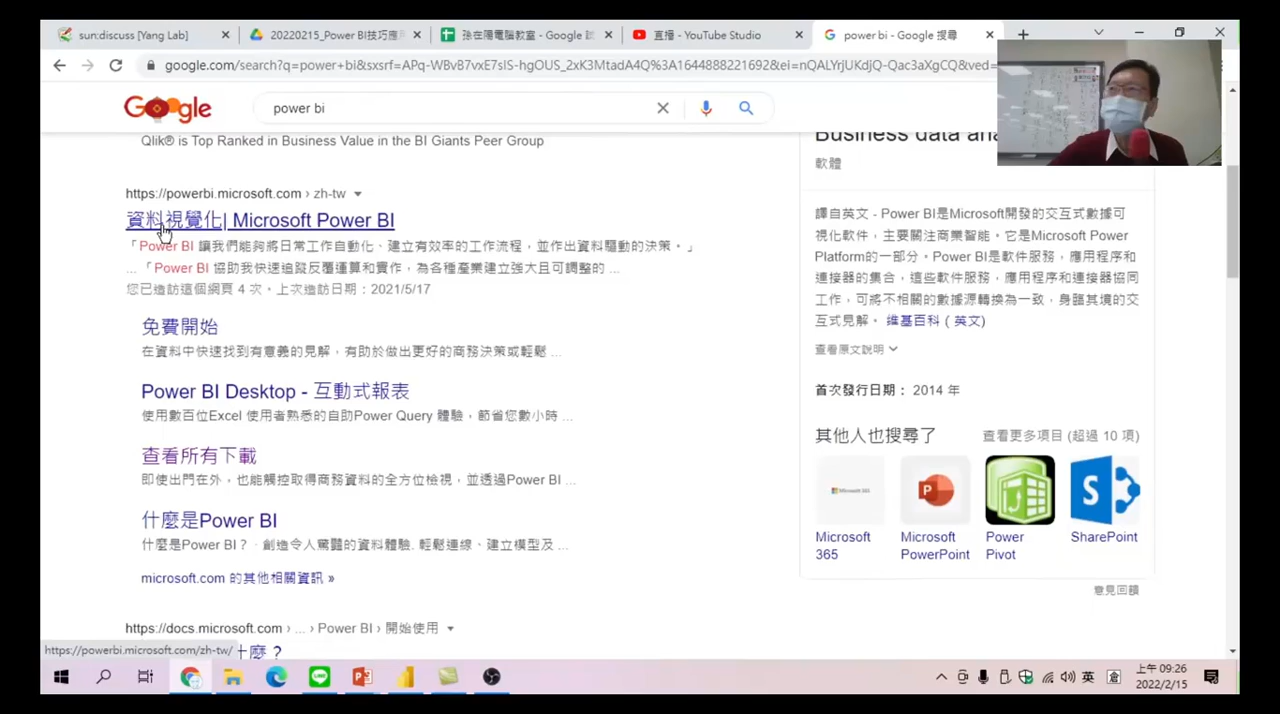 sun:discuss [Yang Lab]
20220215_Power BI技巧應用
孫在陽電腦教室 - Google 試
直播 - YouTube Studio
power bi - Google 搜尋
google.com/search?q=power+bi&sxsrf=APq-WBvB7vxE7sIS-hgOUS_2xK3MtadA4Q%3A1644888221692&ei=nQALYrjUKdjQ-Qac3aXgCQ&ved=
Google
power bi
Qlik® is Top Ranked in Business Value in the BI Giants Peer Group
https://powerbi.microsoft.com › zh-tw
資料視覺化| Microsoft Power BI
「Power BI 讓我們能夠將日常工作自動化、建立有效率的工作流程，並作出資料驅動的決策。」
... 「Power BI 協助我快速追蹤反覆運算和實作，為各種產業建立強大且可調整的 ...
您已造訪這個網頁 4 次。上次造訪日期：2021/5/17
免費開始
在資料中快速找到有意義的見解，有助於做出更好的商務決策或輕鬆 ...
Power BI Desktop - 互動式報表
使用數百位Excel 使用者熟悉的自助Power Query 體驗，節省您數小時 ...
查看所有下載
即使出門在外，也能觸控取得商務資料的全方位檢視，並透過Power BI ...
什麼是Power BI
什麼是Power BI？ · 創造令人驚豔的資料體驗. 輕鬆連線、建立模型及 ...
microsoft.com 的其他相關資訊 »
https://docs.microsoft.com › ... › Power BI › 開始使用
什麼？
https://powerbi.microsoft.com/zh-tw/
Business data ana
軟體
譯自英文 - Power BI是Microsoft開發的交互式數據可
視化軟件，主要關注商業智能。它是Microsoft Power
Platform的一部分。Power BI是軟件服務，應用程序和
連接器的集合，這些軟件服務，應用程序和連接器協同
工作，可將不相關的數據源轉換為一致，身臨其境的交
互式見解。 維基百科 ( 英文)
查看原文說明
首次發行日期： 2014 年
其他人也搜尋了
查看更多項目 (超過 10 項)
Microsoft 365
Microsoft PowerPoint
Power Pivot
SharePoint
意見回饋
英
倉
上午 09:26
2022/2/15